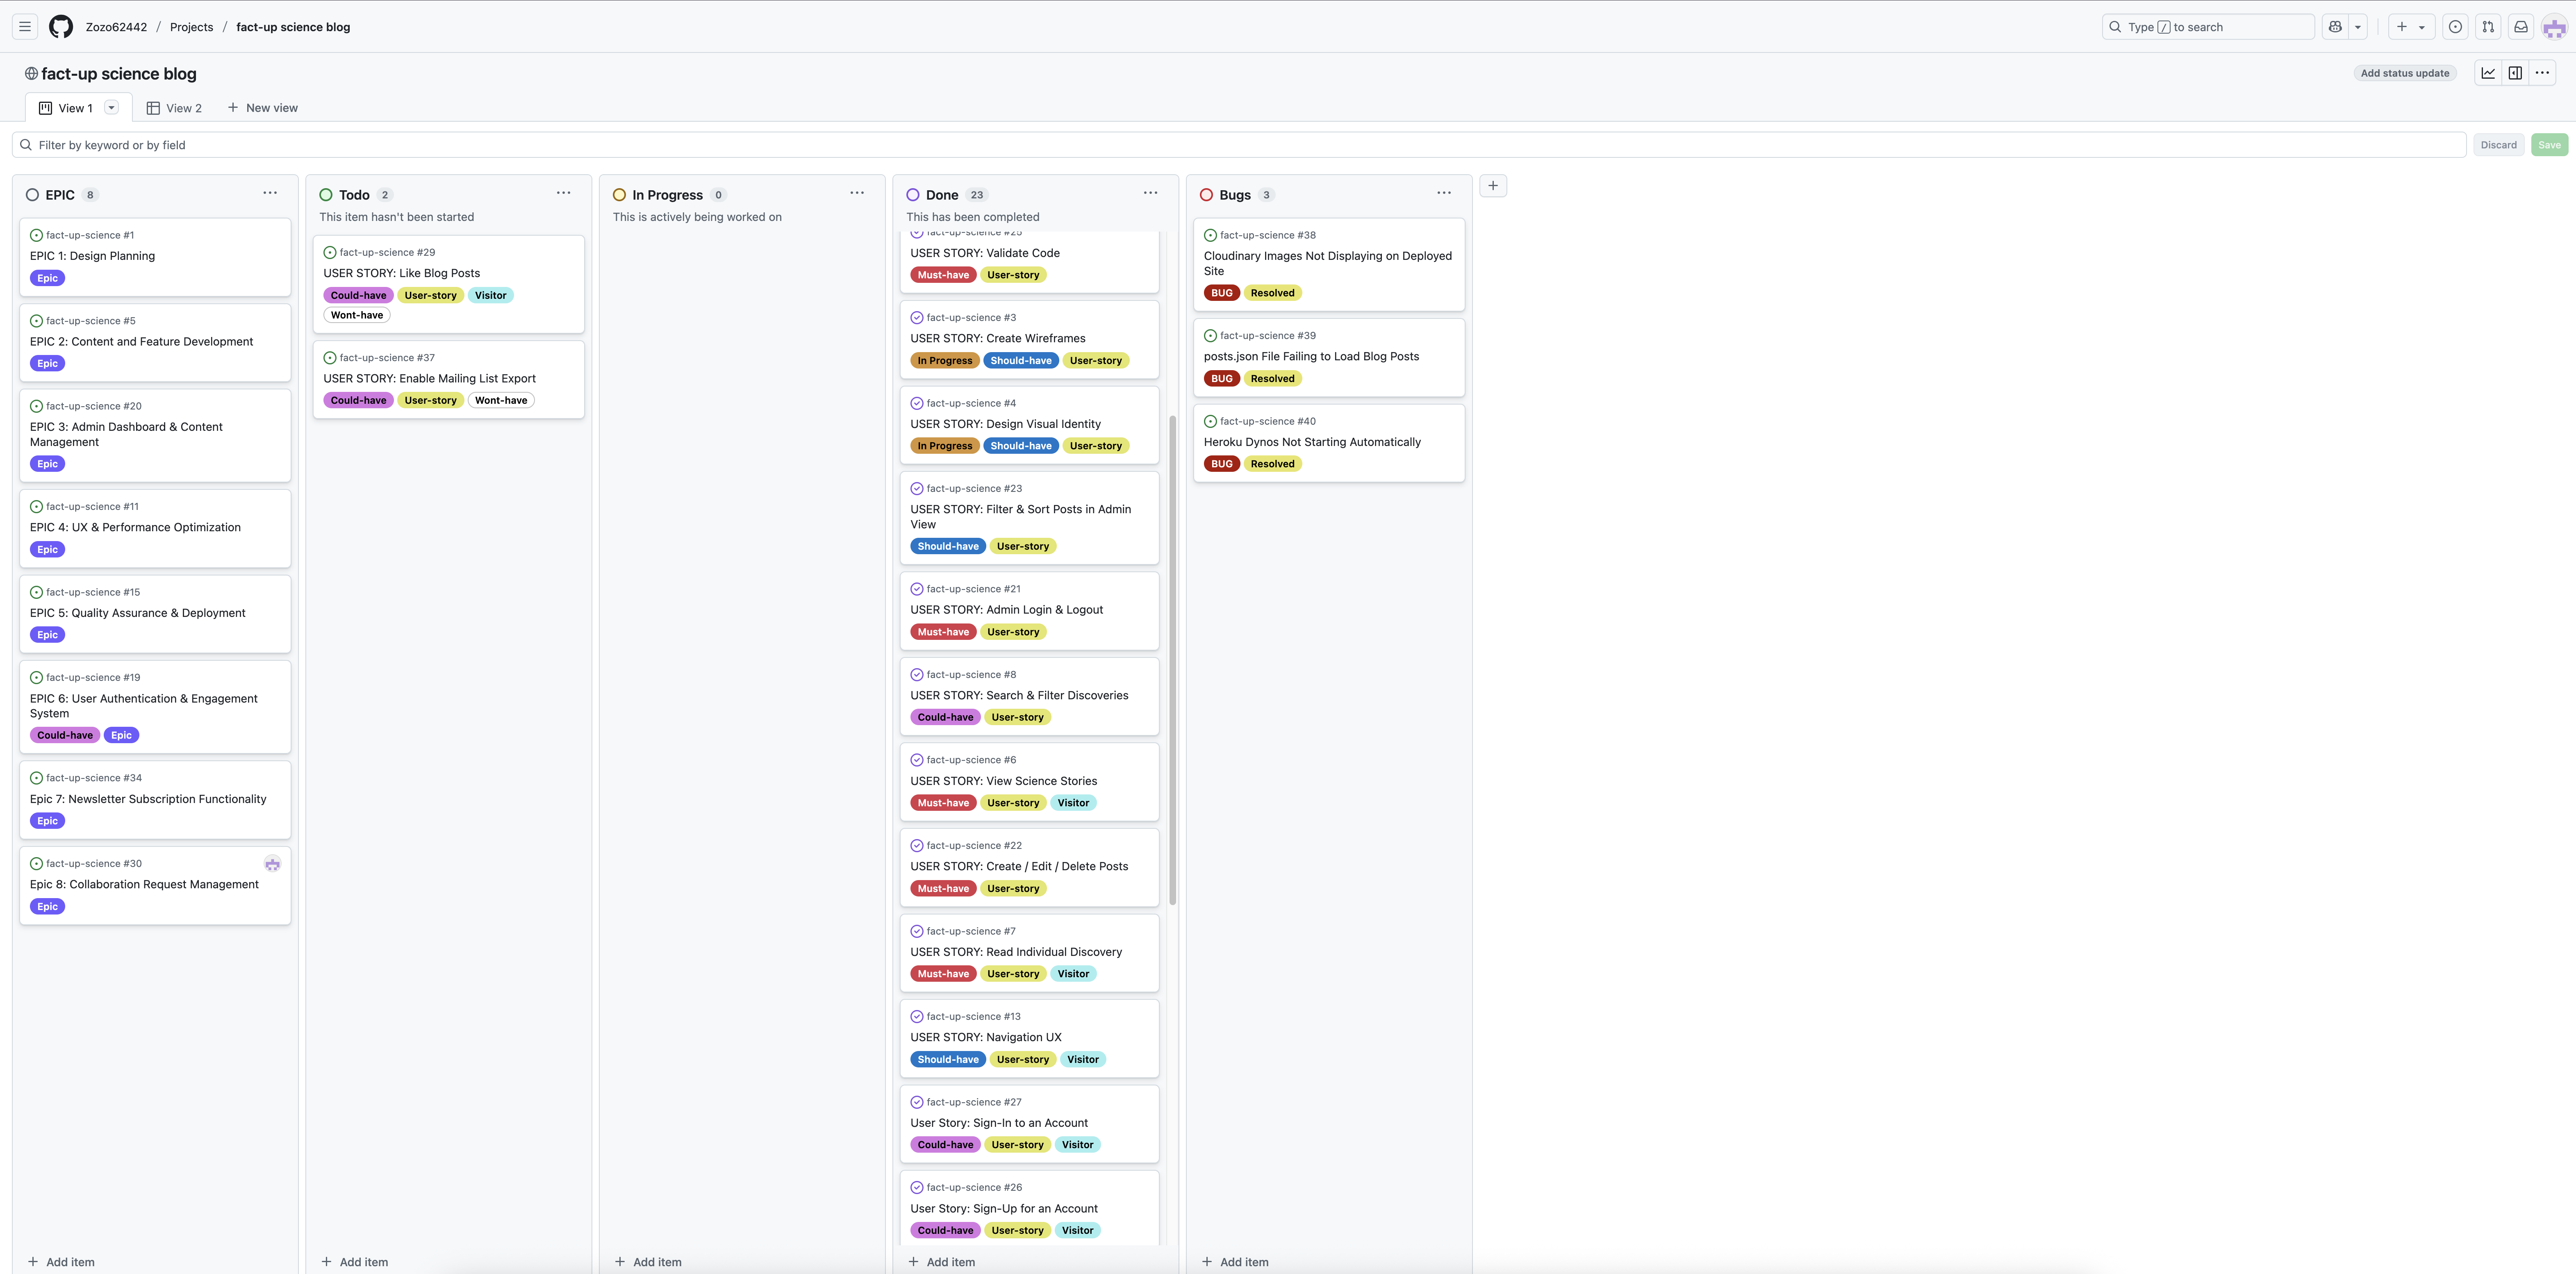 Zozo62442 / Projects / fact-up science blog
Type / to search
fact-up science blog
Add status update
View 1
View 2
New view
Filter by keyword or by field
Discard
Save
EPIC 8
fact-up-science #1
EPIC 1: Design Planning
Epic
fact-up-science #5
EPIC 2: Content and Feature Development
Epic
fact-up-science #20
EPIC 3: Admin Dashboard & Content
Management
Epic
fact-up-science #11
EPIC 4: UX & Performance Optimization
Epic
fact-up-science #15
EPIC 5: Quality Assurance & Deployment
Epic
fact-up-science #19
EPIC 6: User Authentication & Engagement
System
Could-have Epic
fact-up-science #34
Epic 7: Newsletter Subscription Functionality
Epic
fact-up-science #30
Epic 8: Collaboration Request Management
Epic
Add item
Todo 2
This item hasn't been started
fact-up-science #29
USER STORY: Like Blog Posts
Could-have User-story Visitor
Wont-have
fact-up-science #37
USER STORY: Enable Mailing List Export
Could-have User-story Wont-have
Add item
In Progress 0
This is actively being worked on
Add item
Done 23
This has been completed
fact-up-science #25
USER STORY: Validate Code
Must-have User-story
fact-up-science #3
USER STORY: Create Wireframes
In Progress Should-have User-story
fact-up-science #4
USER STORY: Design Visual Identity
In Progress Should-have User-story
fact-up-science #23
USER STORY: Filter & Sort Posts in Admin
View
Should-have User-story
fact-up-science #21
USER STORY: Admin Login & Logout
Must-have User-story
fact-up-science #8
USER STORY: Search & Filter Discoveries
Could-have User-story
fact-up-science #6
USER STORY: View Science Stories
Must-have User-story Visitor
fact-up-science #22
USER STORY: Create / Edit / Delete Posts
Must-have User-story
fact-up-science #7
USER STORY: Read Individual Discovery
Must-have User-story Visitor
fact-up-science #13
USER STORY: Navigation UX
Should-have User-story Visitor
fact-up-science #27
User Story: Sign-In to an Account
Could-have User-story Visitor
fact-up-science #26
User Story: Sign-Up for an Account
Could-have User-story Visitor
Add item
Bugs 3
fact-up-science #38
Cloudinary Images Not Displaying on Deployed
Site
BUG Resolved
fact-up-science #39
posts.json File Failing to Load Blog Posts
BUG Resolved
fact-up-science #40
Heroku Dynos Not Starting Automatically
BUG Resolved
Add item